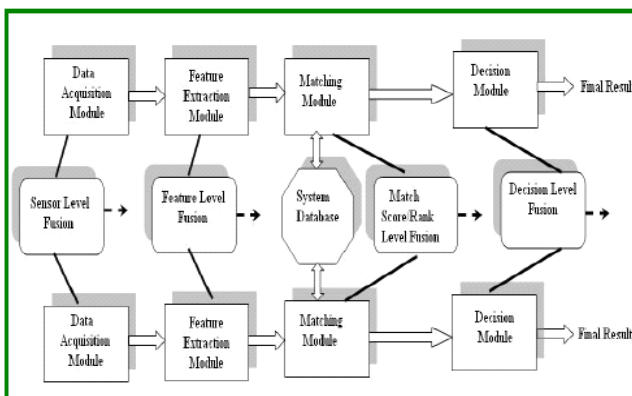 Data
Acquisition
Module
Feature
Extraction
Module
Matching
Module
Decision
Module
Final Result
Sensor Level
Fusion
Feature Level
Fusion
System
Database
Match
Score/Rank
Level Fusion
Decision Level
Fusion
Data
Acquisition
Module
Feature
Extraction
Module
Matching
Module
Decision
Module
Final Result